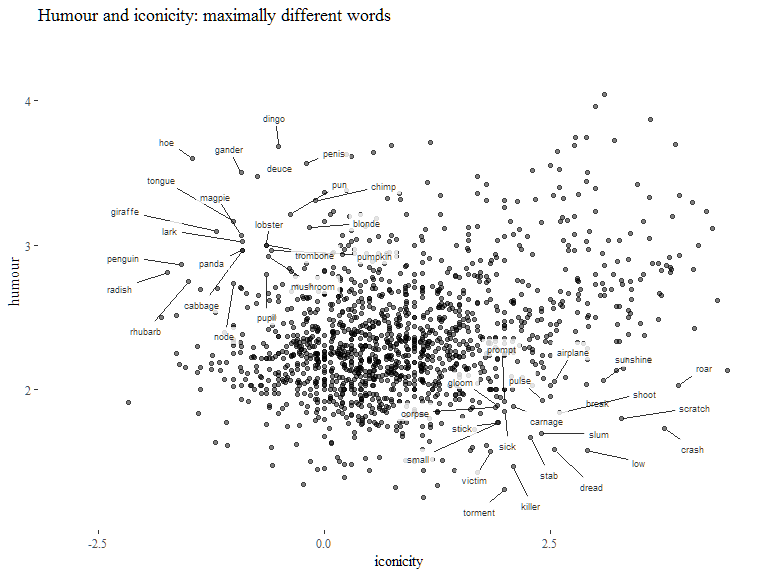 Humour and iconicity: maximally different words
4
dingo
hoe
gander
penis
deuce
tongue
pun
chimp
magpie
giraffe
lobster
blonde
lark
3
trombone
pumpkin
penguin
panda
radish
mushroom
cabbage
pup
rhubarb
node
humour
prompt
airplane
sunshine
roar
gloom
pulse
2
shoot
break
scratch
corpse
carnage
stick
slum
sick
crash
small
low
stab
victim
dread
killer
torment
-2.5
0.0
2.5
iconicity